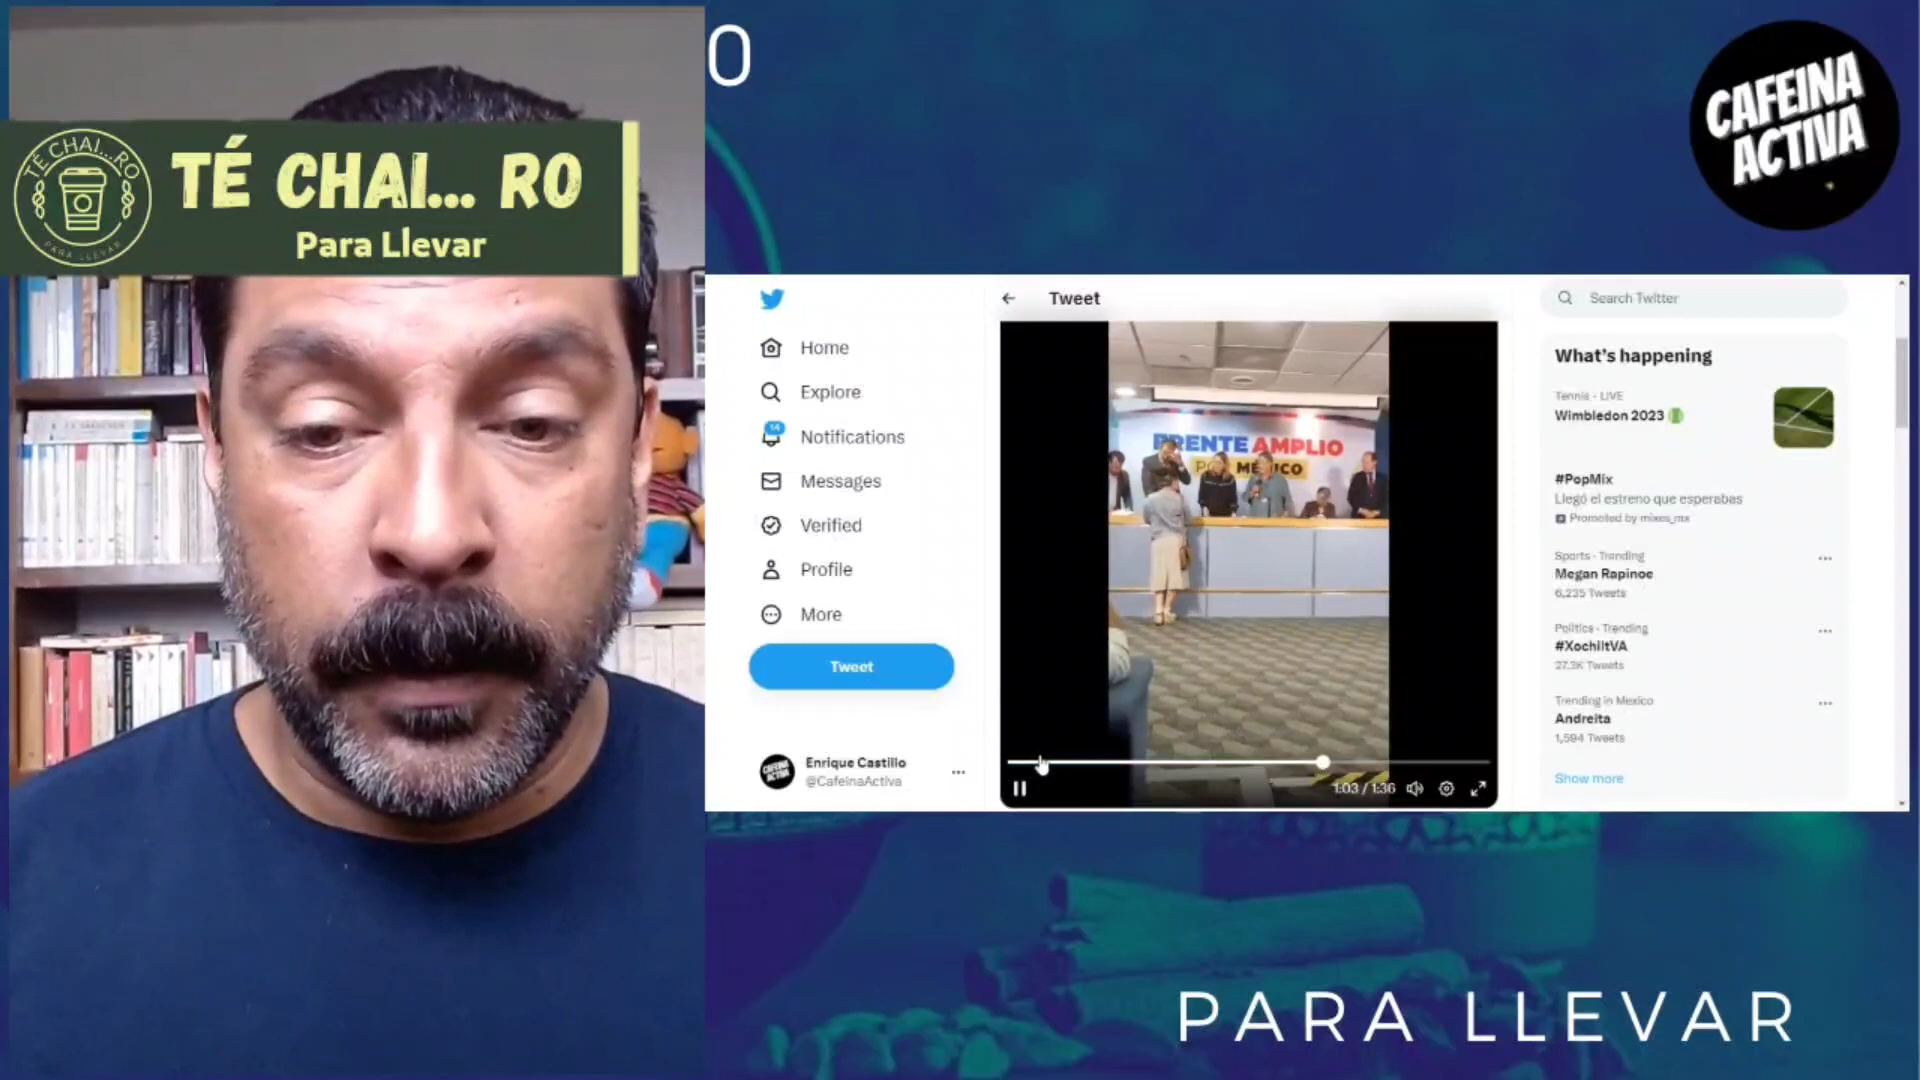 O
CAFEINA
ACTIVA
TÉ CHAI...RO
PARA LLEVAR
TÉ CHAI... RO
Para Llevar
Home
Explore
14
Notifications
Messages
Verified
Profile
More
Tweet
Enrique Castillo
@CafeinaActiva
Tweet
FRENTE AMPLIO
POR MÉXICO
1:03 / 1:36
Search Twitter
What's happening
Tennis · LIVE
Wimbledon 2023
#PopMix
Llegó el estreno que esperabas
Promoted by mixes_mx
Sports · Trending
Megan Rapinoe
6,235 Tweets
Politics · Trending
#XochiltVA
27.3K Tweets
Trending in Mexico
Andreita
1,594 Tweets
Show more
PARA LLEVAR